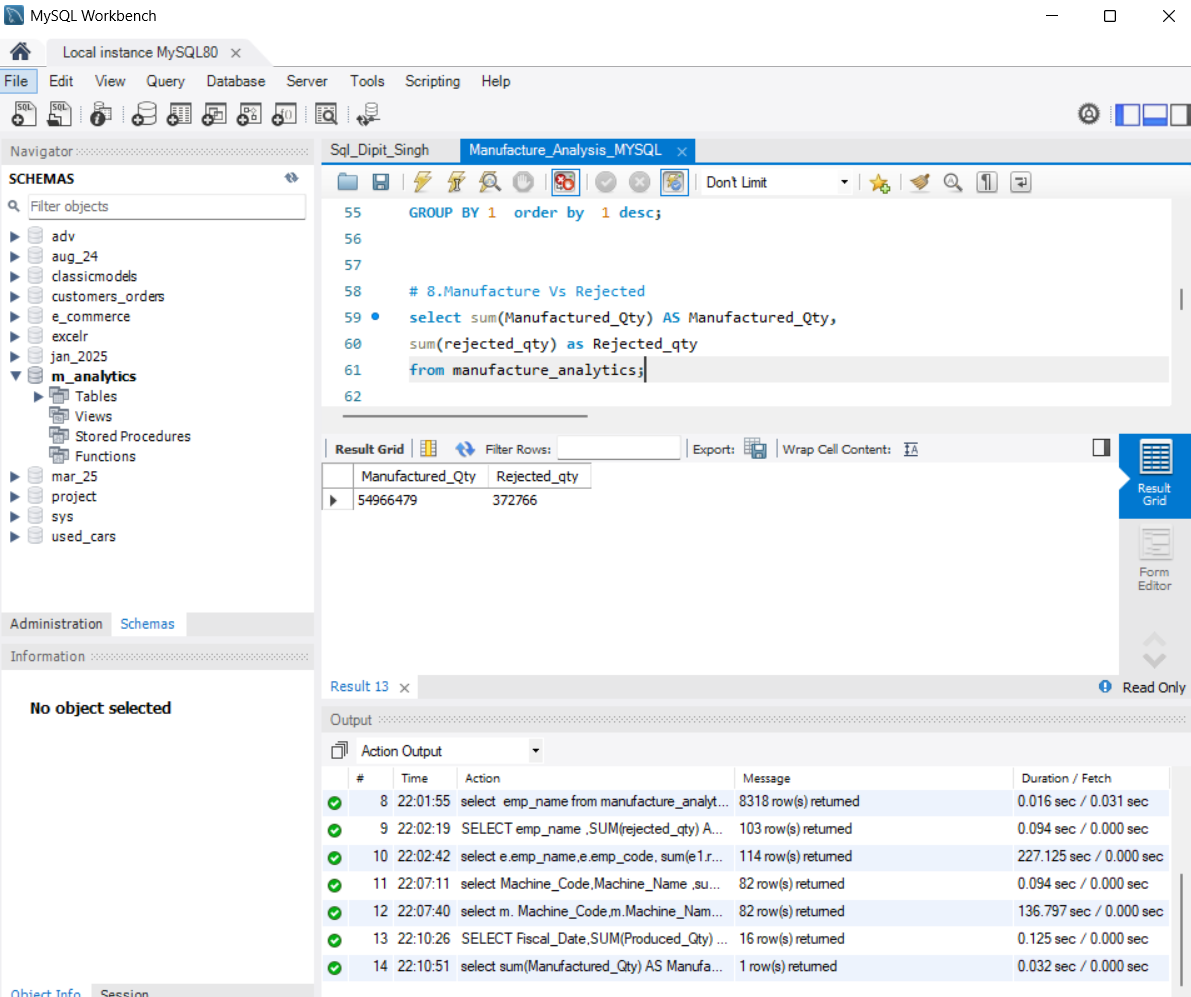 MySQL Workbench
Local instance MySQL80
File Edit View Query Database Server Tools Scripting Help
SQL SQL
Navigator
SCHEMAS
Filter objects
adv
aug_24
classicmodels
customers_orders
e_commerce
excelr
jan_2025
m_analytics
Tables
Views
Stored Procedures
Functions
mar_25
project
sys
used_cars
Administration Schemas
Information
No object selected
Object Info Session
Sql_Dipit_Singh Manufacture_Analysis_MYSQL
Don't Limit
55 GROUP BY 1  order by  1 desc;
56
57
58 # 8.Manufacture Vs Rejected
59 select sum(Manufactured_Qty) AS Manufactured_Qty,
60 sum(rejected_qty) as Rejected_qty
61 from manufacture_analytics;
62
Result Grid Filter Rows: Export: Wrap Cell Content:
Manufactured_Qty Rejected_qty
54966479 372766
Result Grid
Form Editor
Result 13 Read Only
Output
Action Output
# Time Action Message Duration / Fetch
8 22:01:55 select  emp_name from manufacture_analyt... 8318 row(s) returned 0.016 sec / 0.031 sec
9 22:02:19 SELECT emp_name ,SUM(rejected_qty) A... 103 row(s) returned 0.094 sec / 0.000 sec
10 22:02:42 select e.emp_name,e.emp_code, sum(e1.r... 114 row(s) returned 227.125 sec / 0.000 sec
11 22:07:11 select Machine_Code,Machine_Name ,su... 82 row(s) returned 0.094 sec / 0.000 sec
12 22:07:40 select m. Machine_Code,m.Machine_Nam... 82 row(s) returned 136.797 sec / 0.000 sec
13 22:10:26 SELECT Fiscal_Date,SUM(Produced_Qty) ... 16 row(s) returned 0.125 sec / 0.000 sec
14 22:10:51 select sum(Manufactured_Qty) AS Manufa... 1 row(s) returned 0.032 sec / 0.000 sec